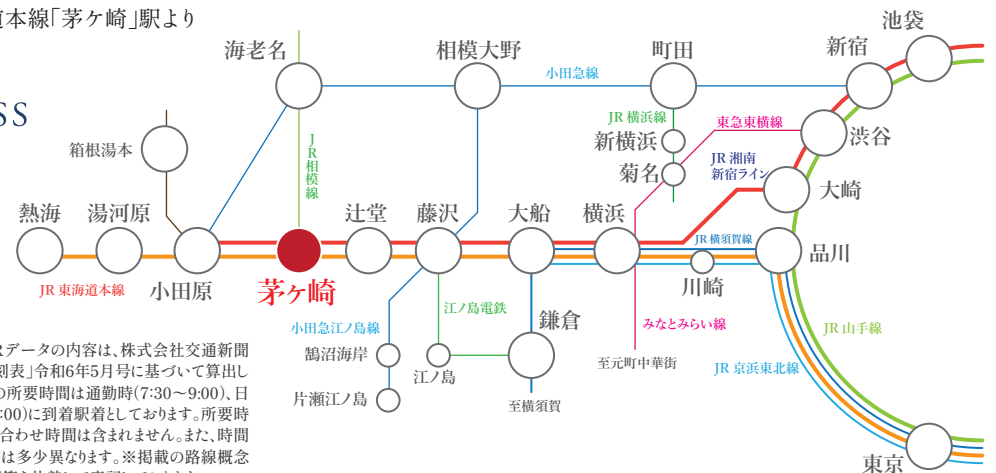 道本線「茅ケ崎」駅より
池袋
新宿
海老名
相模大野
町田
小田急線
SS
JR横浜線
東急東横線
渋谷
新横浜
箱根湯本
JR相模線
菊名
JR湘南
新宿ライン
大崎
熱海
湯河原
辻堂
藤沢
大船
横浜
JR横須賀線
品川
川崎
JR東海道本線
小田原
茅ヶ崎
江ノ島電鉄
鎌倉
小田急江ノ島線
みなとみらい線
JR山手線
鵠沼海岸
江ノ島
至元町中華街
JR京浜東北線
片瀬江ノ島
至横須賀
東京
Rデータの内容は、株式会社交通新聞
刻表」令和6年5月号に基づいて算出し
の所要時間は通勤時(7:30〜9:00)、日
:00)に到着駅着としております。所要時
合わせ時間は含まれません。また、時間
は多少異なります。※掲載の路線概念